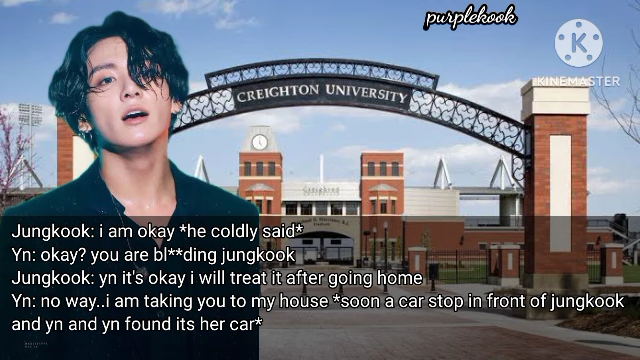 purplekook
KINEMASTER
CREIGHTON UNIVERSITY
Creighton
Jungkook: i am okay *he coldly said*
Yn: okay? you are bl**ding jungkook
Jungkook: yn it's okay i will treat it after going home
Yn: no way..i am taking you to my house *soon a car stop in front of jungkook
and yn and yn found its her car*